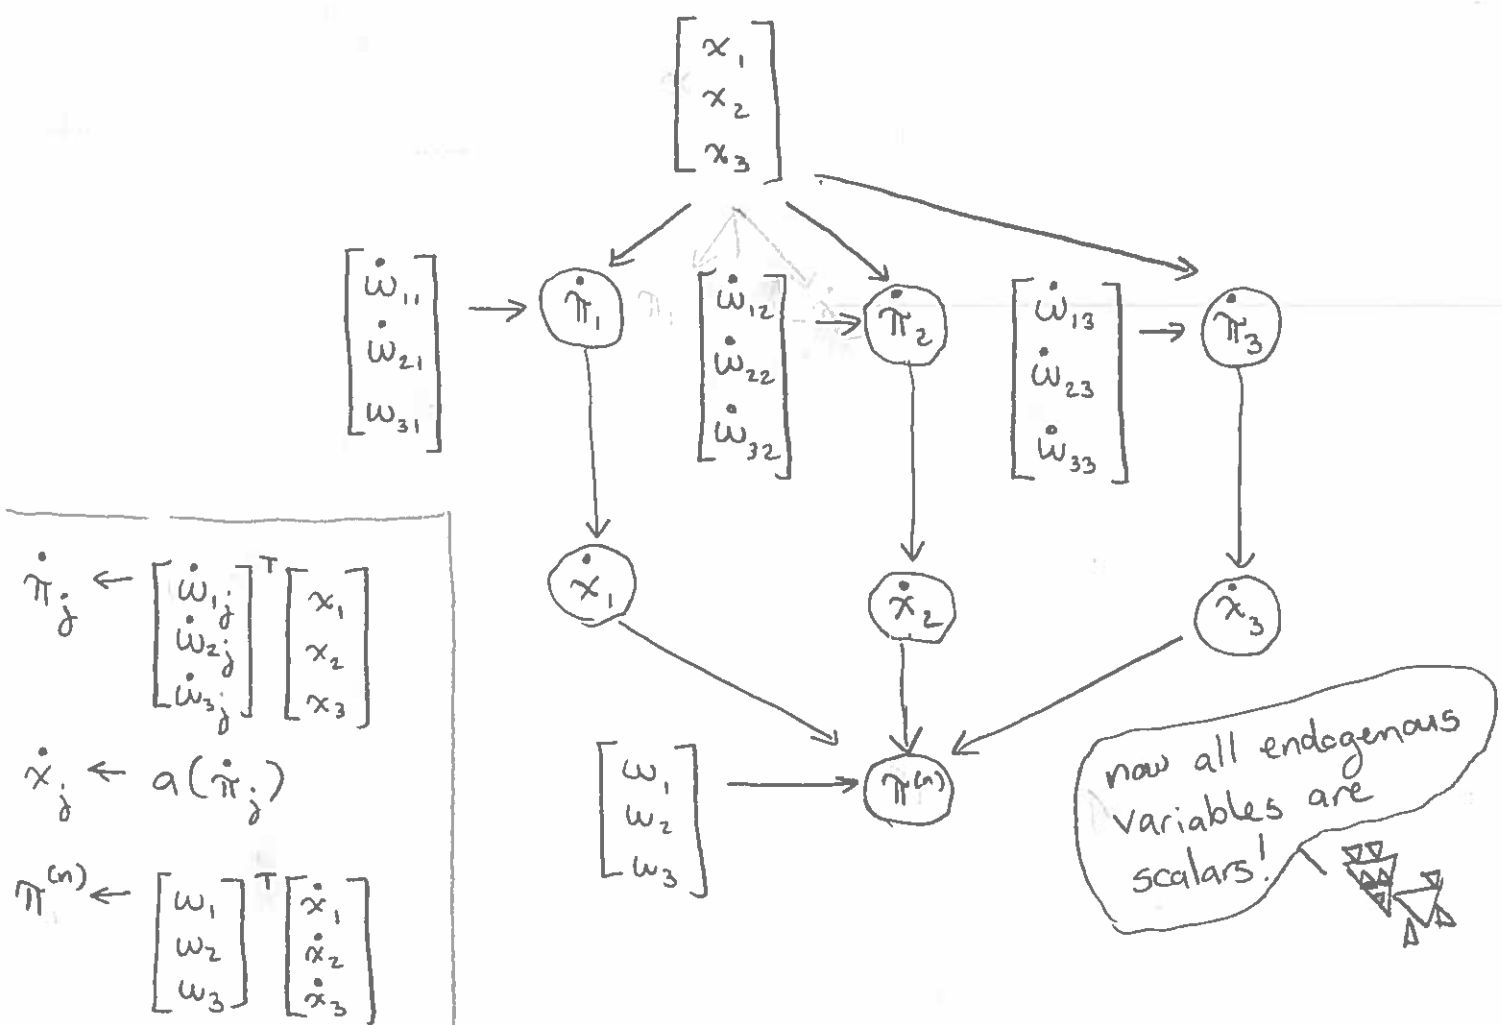 [x₁
x₂
x₃]
[ẇ₁₁
ẇ₂₁
w₃₁]
π̇₁
[ẇ₁₂
ẇ₂₂
ẇ₃₂]
π̇₂
[ẇ₁₃
ẇ₂₃
ẇ₃₃]
π̇₃
ẋ₁
ẋ₂
ẋ₃
[w₁
w₂
w₃]
π⁽ⁿ⁾
π̇ⱼ ← [ẇ₁ⱼ ẇ₂ⱼ ẇ₃ⱼ]ᵀ [x₁ x₂ x₃]
ẋⱼ ← a(π̇ⱼ)
π⁽ⁿ⁾ ← [w₁ w₂ w₃]ᵀ [ẋ₁ ẋ₂ ẋ₃]
now all endogenous
variables are
scalars!